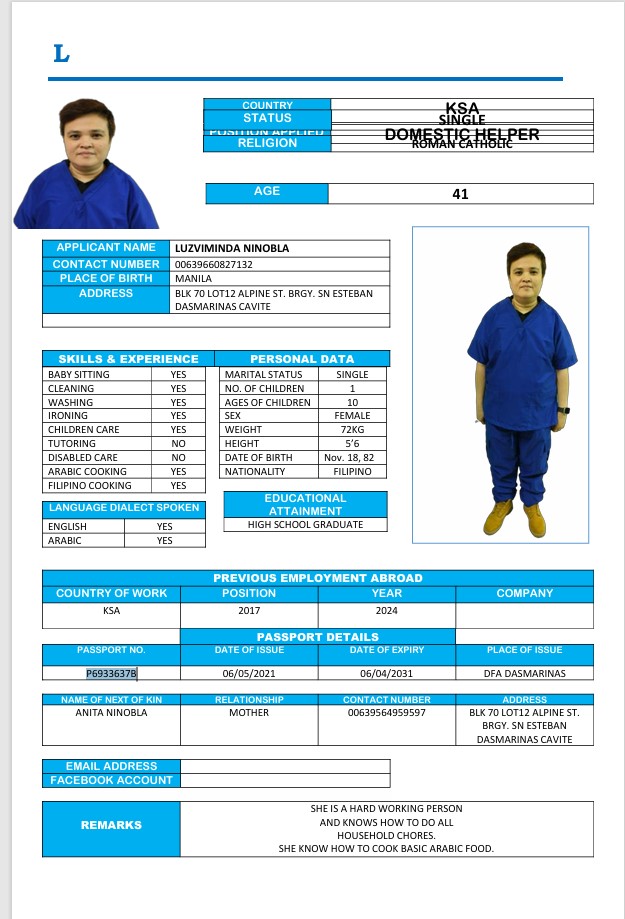 L
COUNTRY KSA
STATUS SINGLE
POSITION APPLIED DOMESTIC HELPER
RELIGION ROMAN CATHOLIC
AGE 41
APPLICANT NAME LUZVIMINDA NINOBLA
CONTACT NUMBER 00639660827132
PLACE OF BIRTH MANILA
ADDRESS BLK 70 LOT12 ALPINE ST. BRGY. SN ESTEBAN
DASMARINAS CAVITE
SKILLS & EXPERIENCE
BABY SITTING YES
CLEANING YES
WASHING YES
IRONING YES
CHILDREN CARE YES
TUTORING NO
DISABLED CARE NO
ARABIC COOKING YES
FILIPINO COOKING YES
LANGUAGE DIALECT SPOKEN
ENGLISH YES
ARABIC YES
PERSONAL DATA
MARITAL STATUS SINGLE
NO. OF CHILDREN 1
AGES OF CHILDREN 10
SEX FEMALE
WEIGHT 72KG
HEIGHT 5'6
DATE OF BIRTH Nov. 18, 82
NATIONALITY FILIPINO
EDUCATIONAL
ATTAINMENT
HIGH SCHOOL GRADUATE
PREVIOUS EMPLOYMENT ABROAD
COUNTRY OF WORK POSITION YEAR COMPANY
KSA 2017 2024
PASSPORT DETAILS
PASSPORT NO. DATE OF ISSUE DATE OF EXPIRY PLACE OF ISSUE
P6933637B 06/05/2021 06/04/2031 DFA DASMARINAS
NAME OF NEXT OF KIN RELATIONSHIP CONTACT NUMBER ADDRESS
ANITA NINOBLA MOTHER 00639564959597 BLK 70 LOT12 ALPINE ST.
BRGY. SN ESTEBAN
DASMARINAS CAVITE
EMAIL ADDRESS
FACEBOOK ACCOUNT
REMARKS
SHE IS A HARD WORKING PERSON
AND KNOWS HOW TO DO ALL
HOUSEHOLD CHORES.
SHE KNOW HOW TO COOK BASIC ARABIC FOOD.